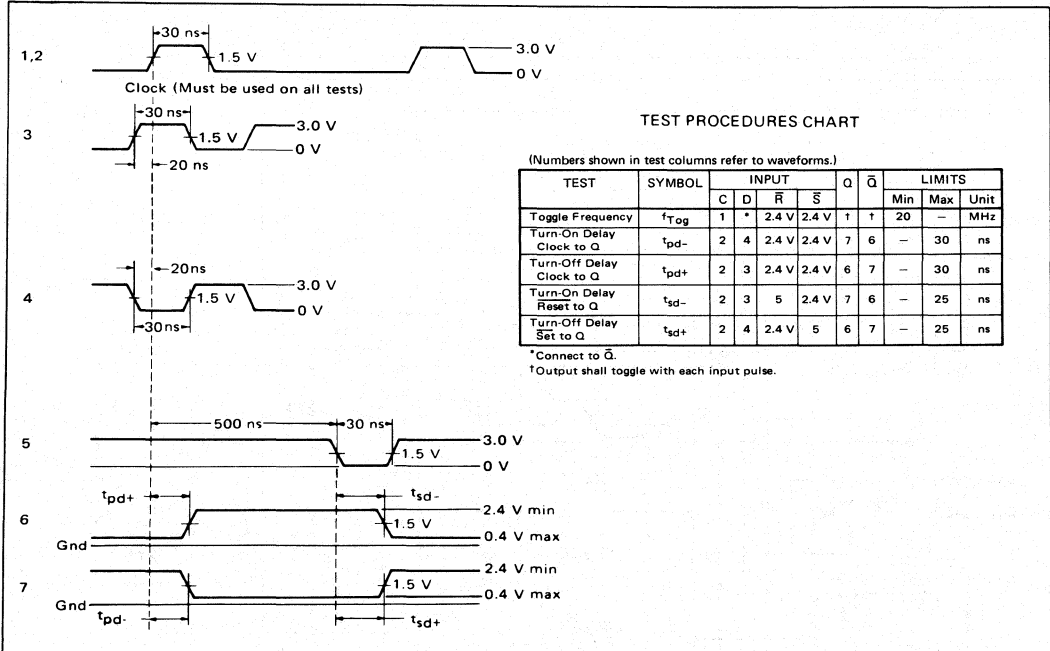 1,2
30 ns
1.5 V
3.0 V
0 V
Clock (Must be used on all tests)
3
30 ns
1.5 V
3.0 V
0 V
20 ns
4
20ns
1.5 V
3.0 V
0 V
30 ns
5
500 ns
30 ns
3.0 V
1.5 V
0 V
6
tpd+
tsd-
2.4 V min
1.5 V
0.4 V max
Gnd
7
2.4 V min
1.5 V
0.4 V max
Gnd
tpd-
tsd+
TEST PROCEDURES CHART
(Numbers shown in test columns refer to waveforms.)
TEST SYMBOL INPUT Q Q̄ LIMITS
C D R̄ S̄ Min Max Unit
Toggle Frequency fTog 1 * 2.4 V 2.4 V † † 20 – MHz
Turn-On Delay
Clock to Q tpd- 2 4 2.4 V 2.4 V 7 6 – 30 ns
Turn-Off Delay
Clock to Q tpd+ 2 3 2.4 V 2.4 V 6 7 – 30 ns
Turn-On Delay
R̅e̅s̅e̅t̅ to Q tsd- 2 3 5 2.4 V 7 6 – 25 ns
Turn-Off Delay
S̅e̅t̅ to Q tsd+ 2 4 2.4 V 5 6 7 – 25 ns
*Connect to Q̄.
†Output shall toggle with each input pulse.